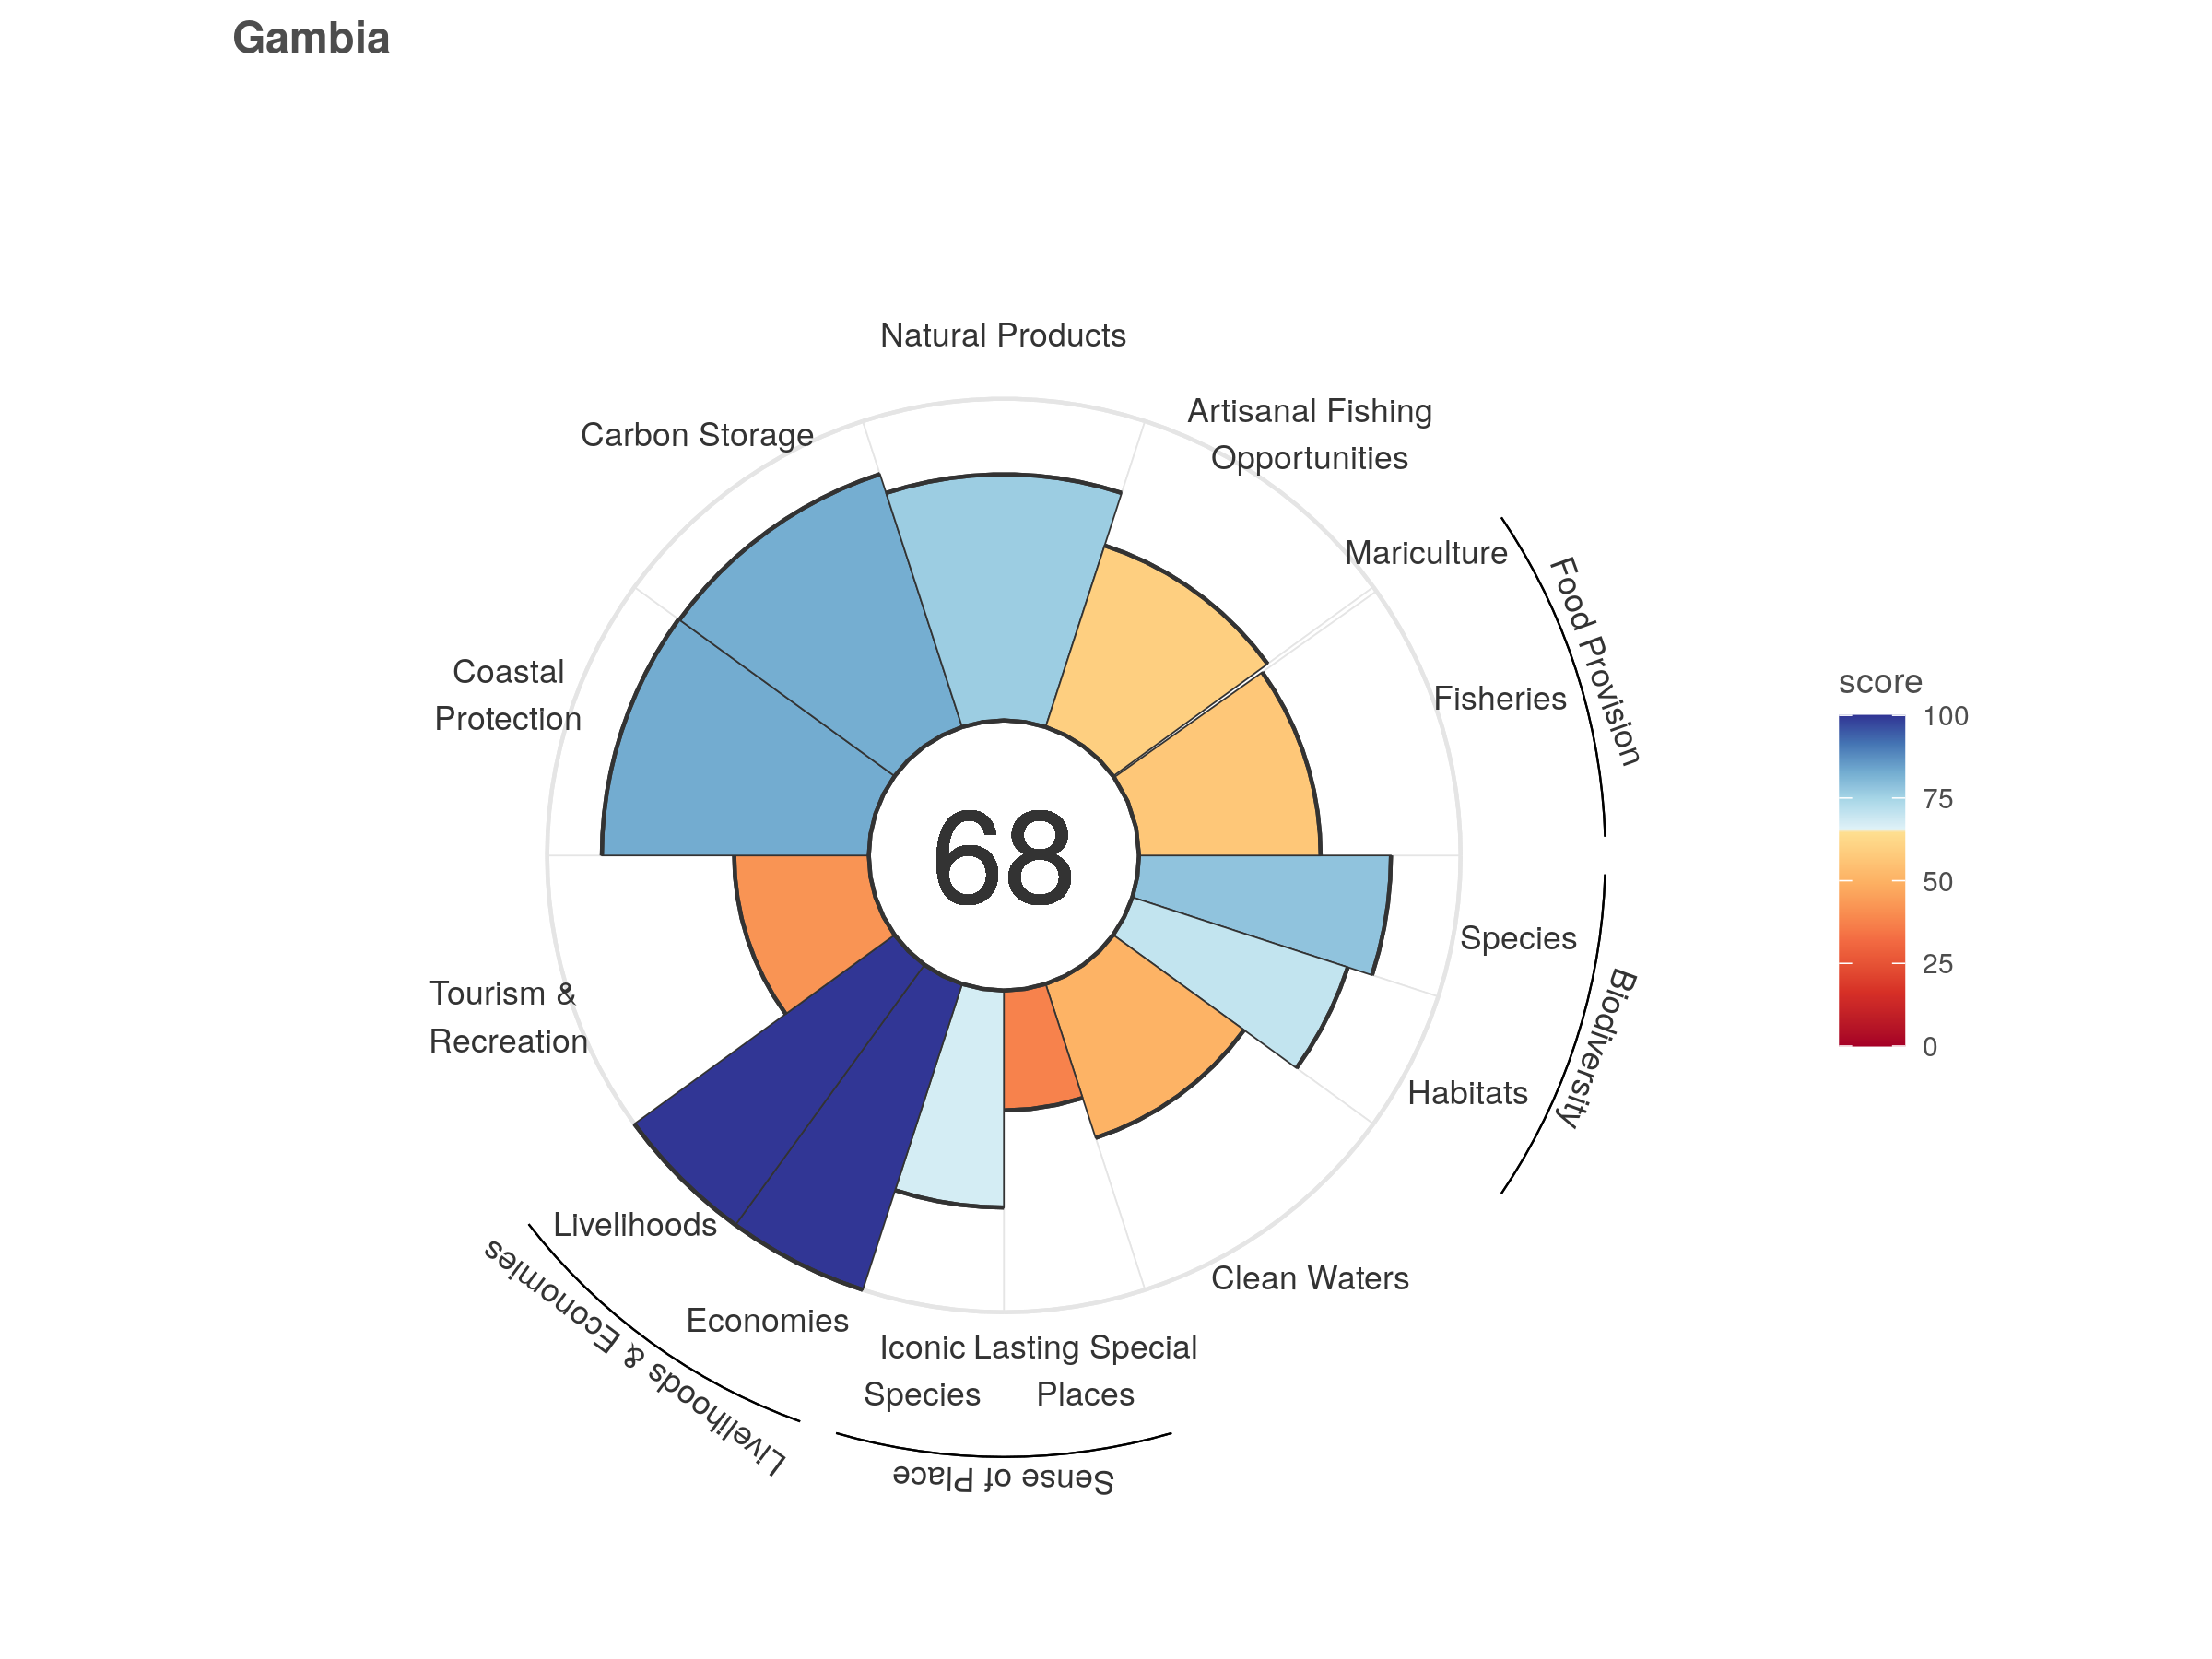 Gambia
Natural Products
Artisanal Fishing
Opportunities
Carbon Storage
Mariculture
Food Provision
Fisheries
Coastal
Protection
score
100
75
50
25
0
68
Species
Biodiversity
Tourism &
Recreation
Habitats
Livelihoods
Clean Waters
Economies
Livelihoods & Economies
Iconic
Species
Lasting Special
Places
Sense of Place